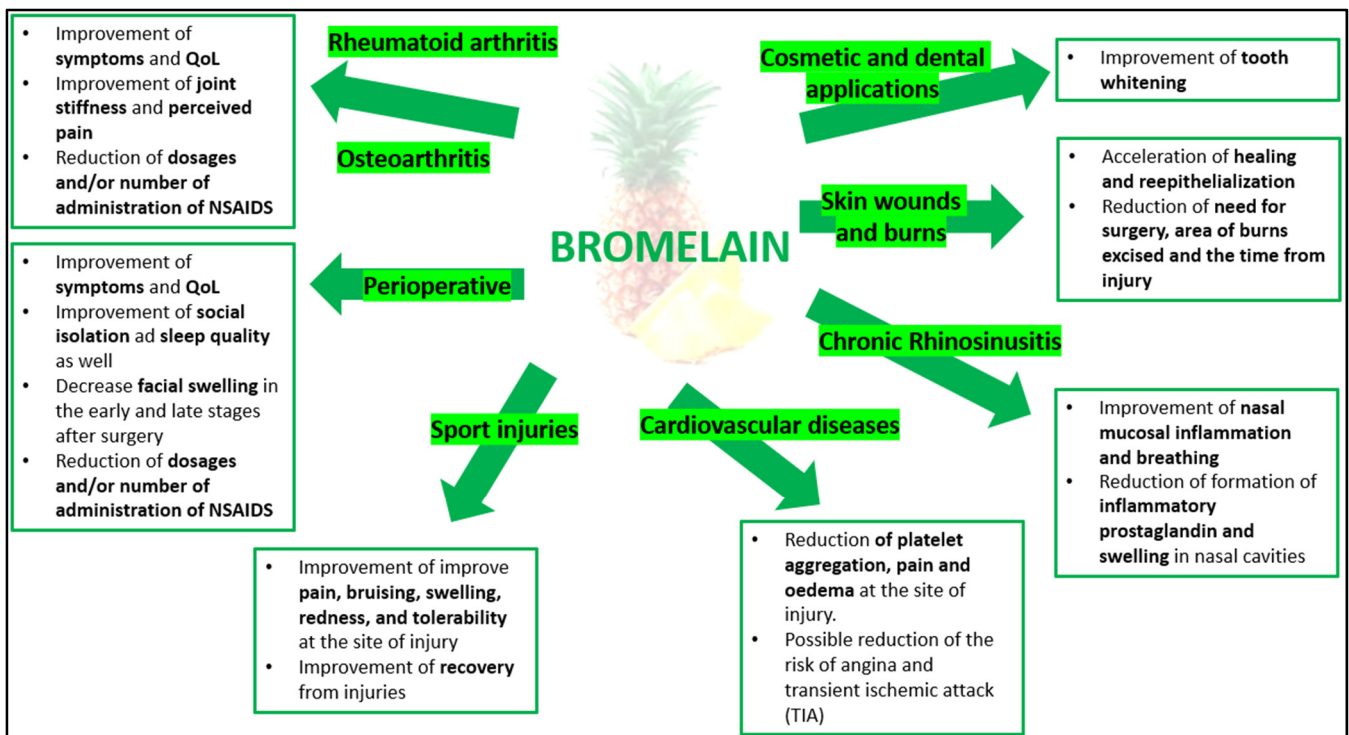 • Improvement of
symptoms and QoL
• Improvement of joint
stiffness and perceived
pain
• Reduction of dosages
and/or number of
administration of NSAIDS
Rheumatoid arthritis
Osteoarthritis
• Improvement of
symptoms and QoL
• Improvement of social
isolation ad sleep quality
as well
• Decrease facial swelling in
the early and late stages
after surgery
• Reduction of dosages
and/or number of
administration of NSAIDS
Perioperative
BROMELAIN
Cosmetic and dental
applications
• Improvement of tooth
whitening
Skin wounds
and burns
• Acceleration of healing
and reepithelialization
• Reduction of need for
surgery, area of burns
excised and the time from
injury
Chronic Rhinosinusitis
• Improvement of nasal
mucosal inflammation
and breathing
• Reduction of formation of
inflammatory
prostaglandin and
swelling in nasal cavities
Sport injuries
• Improvement of improve
pain, bruising, swelling,
redness, and tolerability
at the site of injury
• Improvement of recovery
from injuries
Cardiovascular diseases
• Reduction of platelet
aggregation, pain and
oedema at the site of
injury.
• Possible reduction of the
risk of angina and
transient ischemic attack
(TIA)